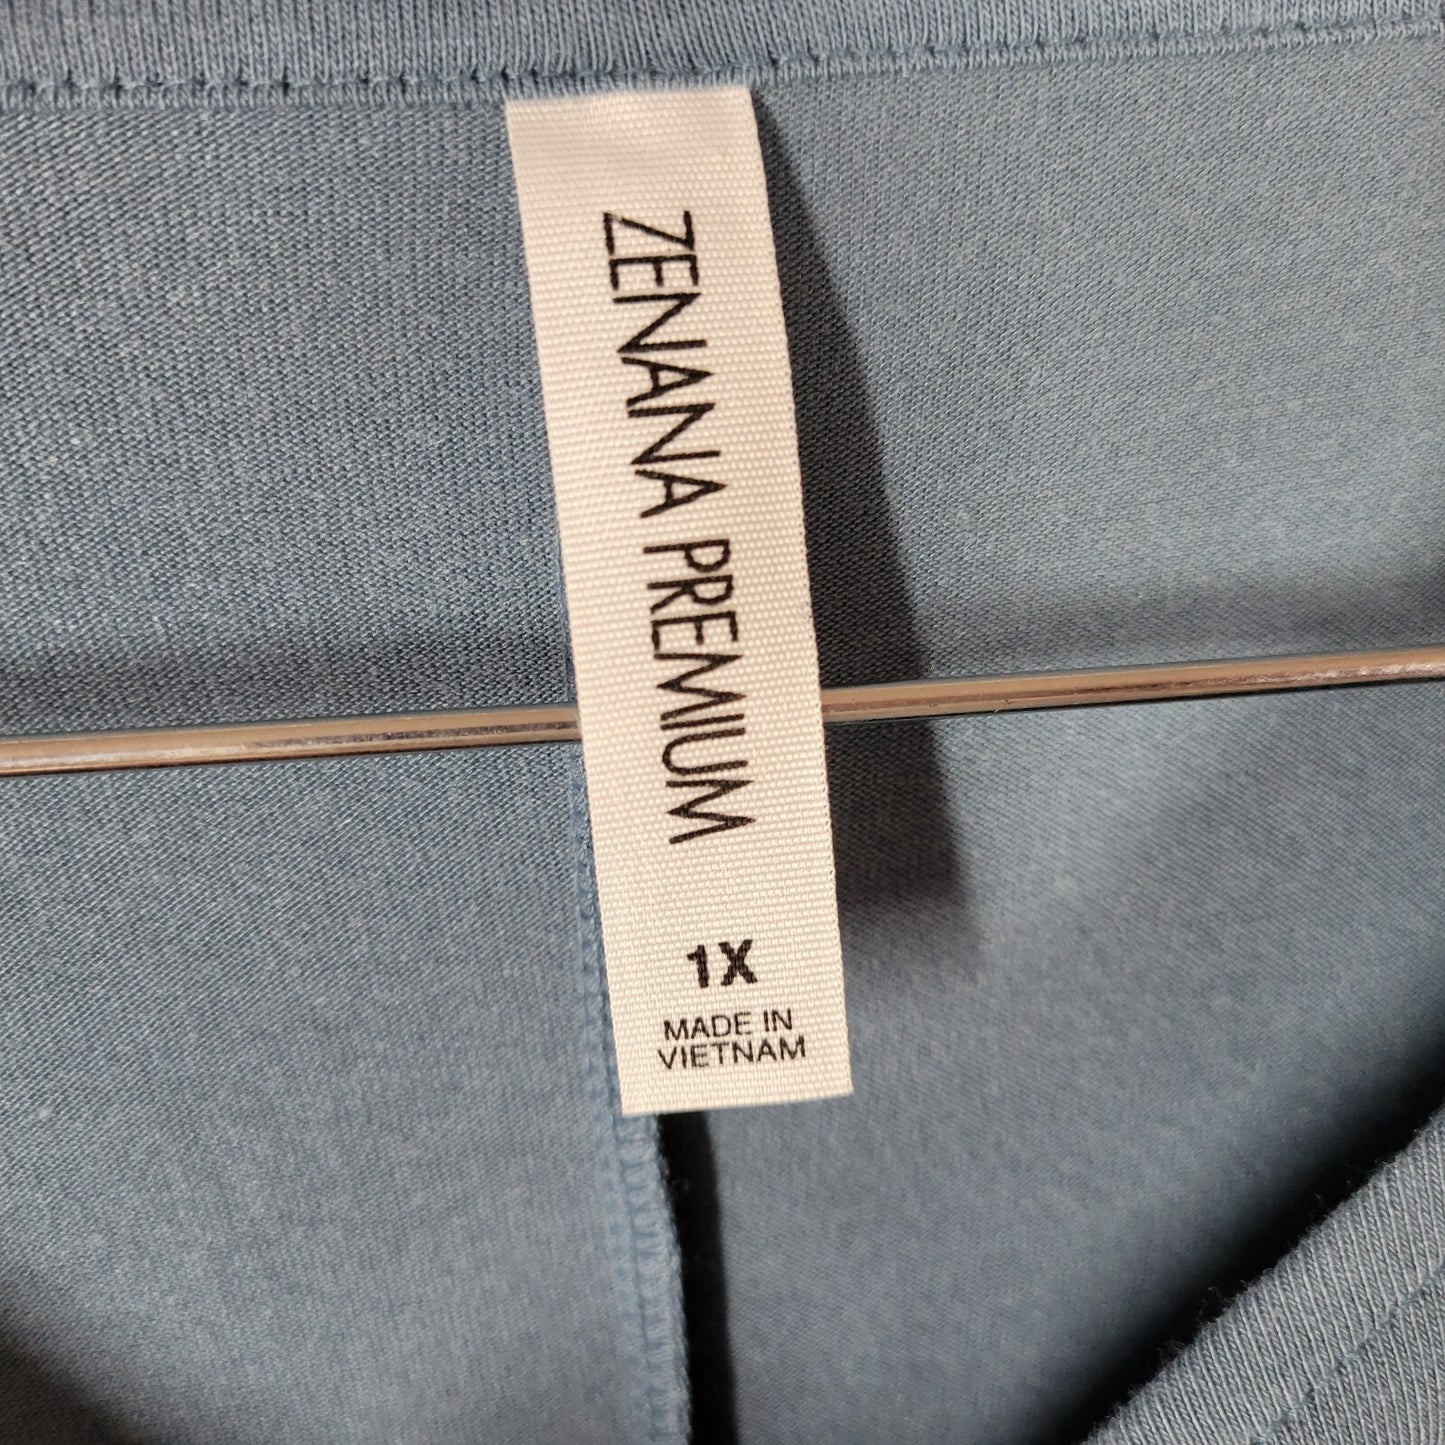 ZENANA PREMIUM
1X
MADE IN
VIETNAM